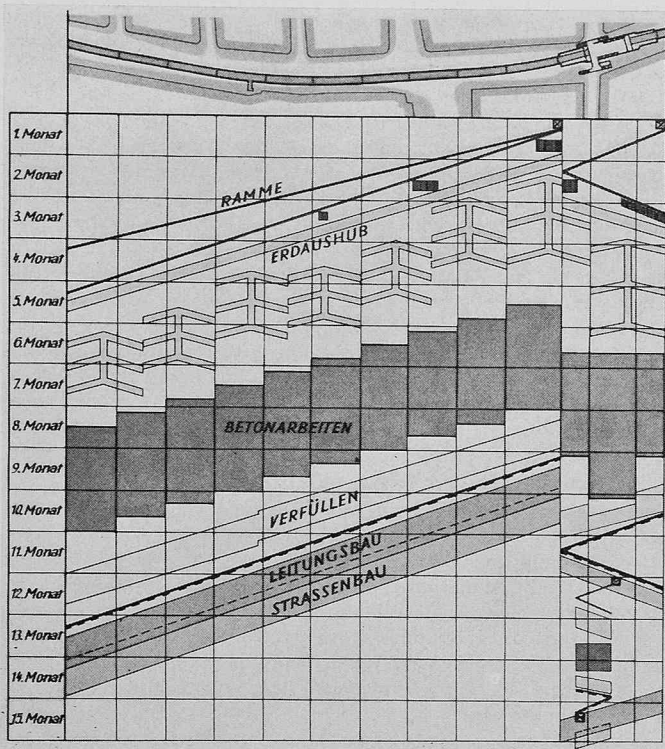 1. Monat
2. Monat
RAMME
3. Monat
ERDAUSHUB
4. Monat
5. Monat
6. Monat
7. Monat
8. Monat
BETONARBEITEN
9. Monat
10. Monat
VERFÜLLEN
11. Monat
LEITUNGSBAU
12. Monat
STRASSENBAU
13. Monat
14. Monat
15. Monat